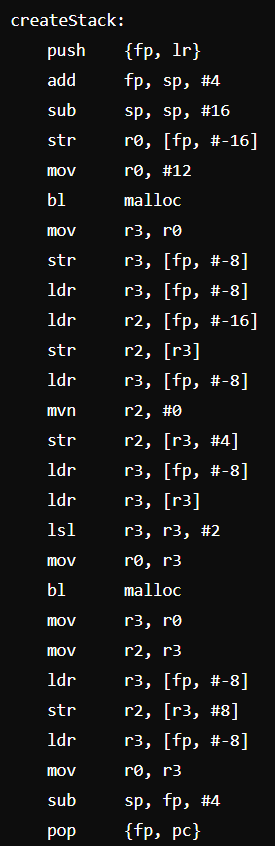 createStack:
push {fp, lr}
add fp, sp, #4
sub sp, sp, #16
str r0, [fp, #-16]
mov r0, #12
bl malloc
mov r3, r0
str r3, [fp, #-8]
ldr r3, [fp, #-8]
ldr r2, [fp, #-16]
str r2, [r3]
ldr r3, [fp, #-8]
mvn r2, #0
str r2, [r3, #4]
ldr r3, [fp, #-8]
ldr r3, [r3]
lsl r3, r3, #2
mov r0, r3
bl malloc
mov r3, r0
mov r2, r3
ldr r3, [fp, #-8]
str r2, [r3, #8]
ldr r3, [fp, #-8]
mov r0, r3
sub sp, fp, #4
pop {fp, pc}